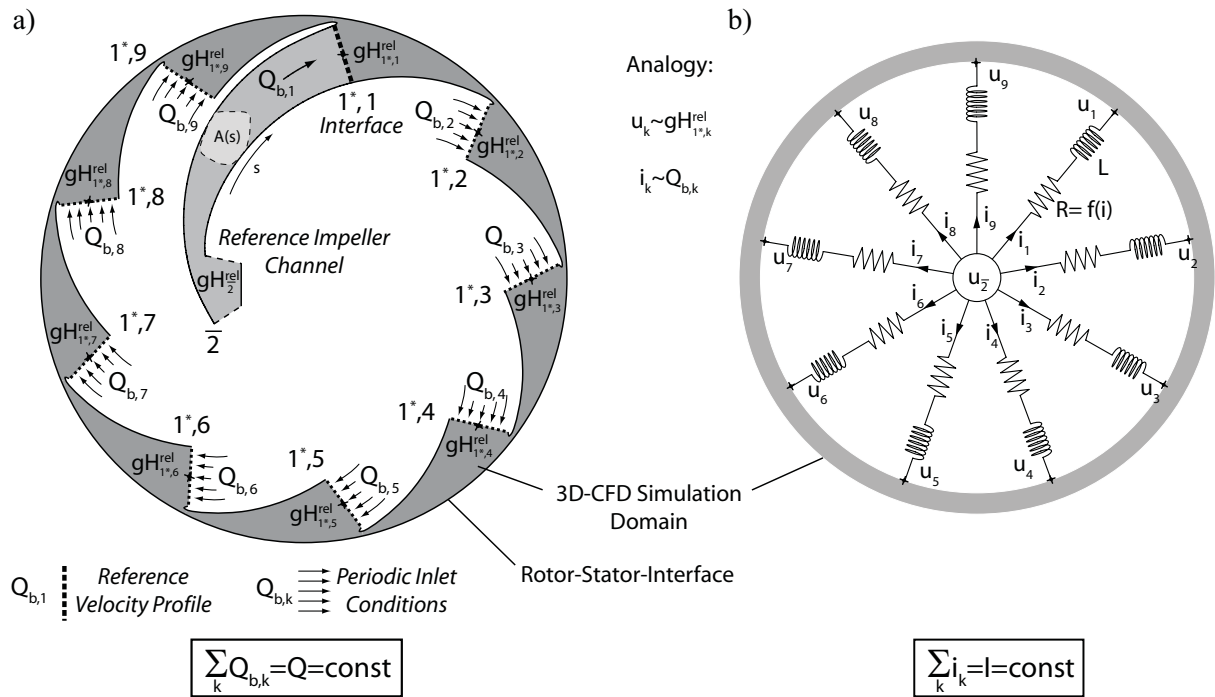 a)
1*,9
gH^rel_1*,9
Q_b,9
Q_b,1
A(s)
s
gH^rel_1*,1
1*,1
Interface
Q_b,2
gH^rel_1*,2
1*,2
Q_b,3
1*,3
gH^rel_1*,3
1*,4
Q_b,4
gH^rel_1*,4
1*,5
Q_b,5
gH^rel_1*,5
1*,6
gH^rel_1*,6
Q_b,6
1*,7
gH^rel_1*,7
Q_b,7
gH^rel_1*,8
1*,8
Q_b,8
Reference Impeller
Channel
gH^rel_2̅
2̅
3D-CFD Simulation
Domain
Rotor-Stator-Interface
Q_b,1
Reference
Velocity Profile
Q_b,k
Periodic Inlet
Conditions
∑_k Q_b,k=Q=const
b)
Analogy:
u_k~gH^rel_1*,k
i_k~Q_b,k
u_9
u_8
u_1
L
R= f(i)
u_7
u_2
i_8
i_9
i_1
i_7
i_2
u_2̅
i_6
i_3
i_5
i_4
u_6
u_3
u_5
u_4
∑_k i_k=I=const